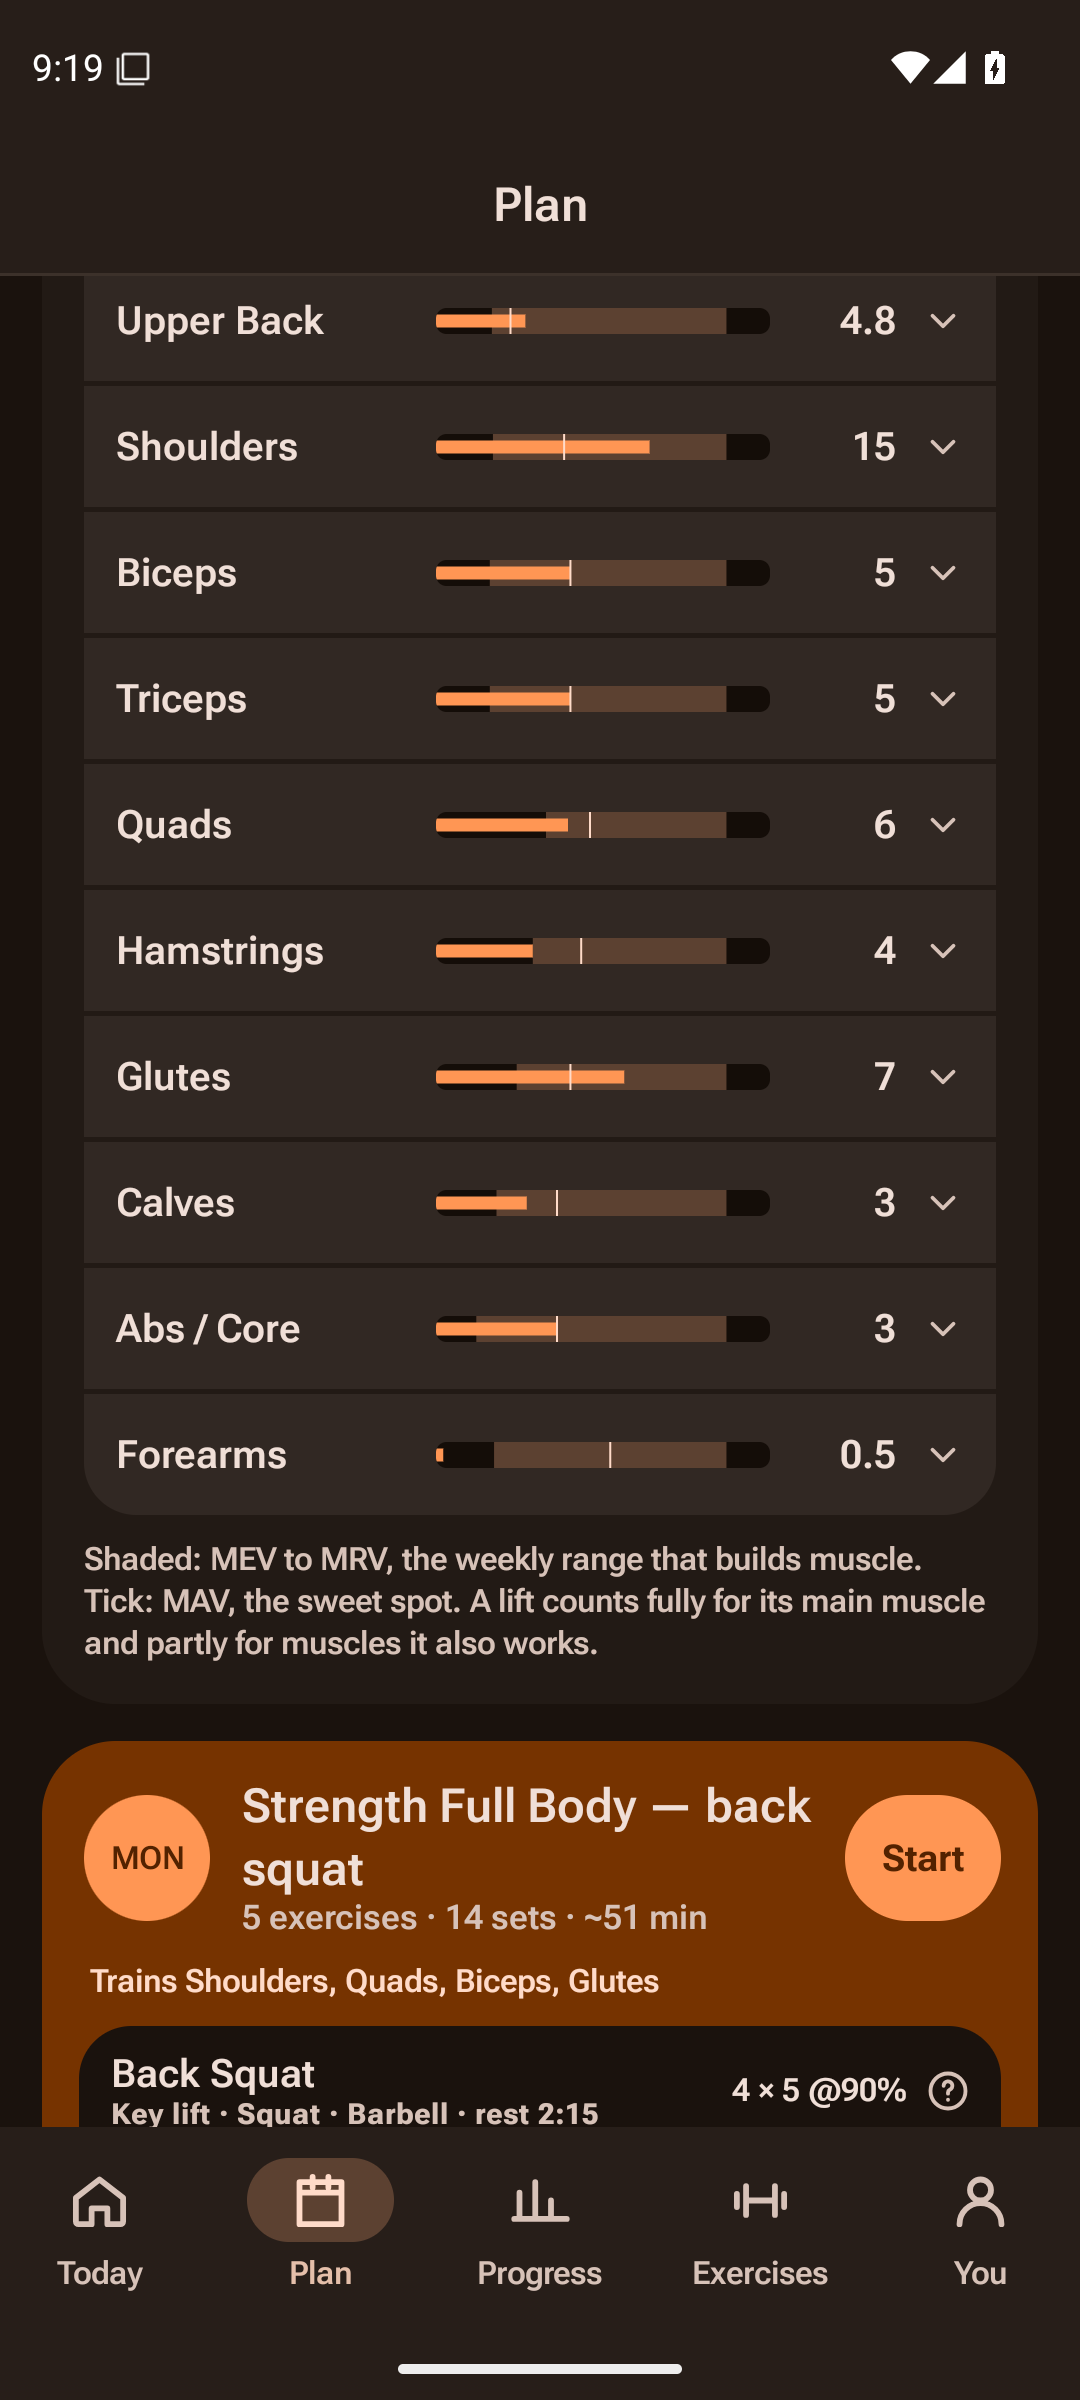 9:19
Plan
Upper Back 4.8
Shoulders 15
Biceps 5
Triceps 5
Quads 6
Hamstrings 4
Glutes 7
Calves 3
Abs / Core 3
Forearms 0.5
Shaded: MEV to MRV, the weekly range that builds muscle.
Tick: MAV, the sweet spot. A lift counts fully for its main muscle
and partly for muscles it also works.
MON
Strength Full Body — back
squat
5 exercises · 14 sets · ~51 min
Start
Trains Shoulders, Quads, Biceps, Glutes
Back Squat
Key lift · Squat · Barbell · rest 2:15
4 × 5 @90%
Today
Plan
Progress
Exercises
You